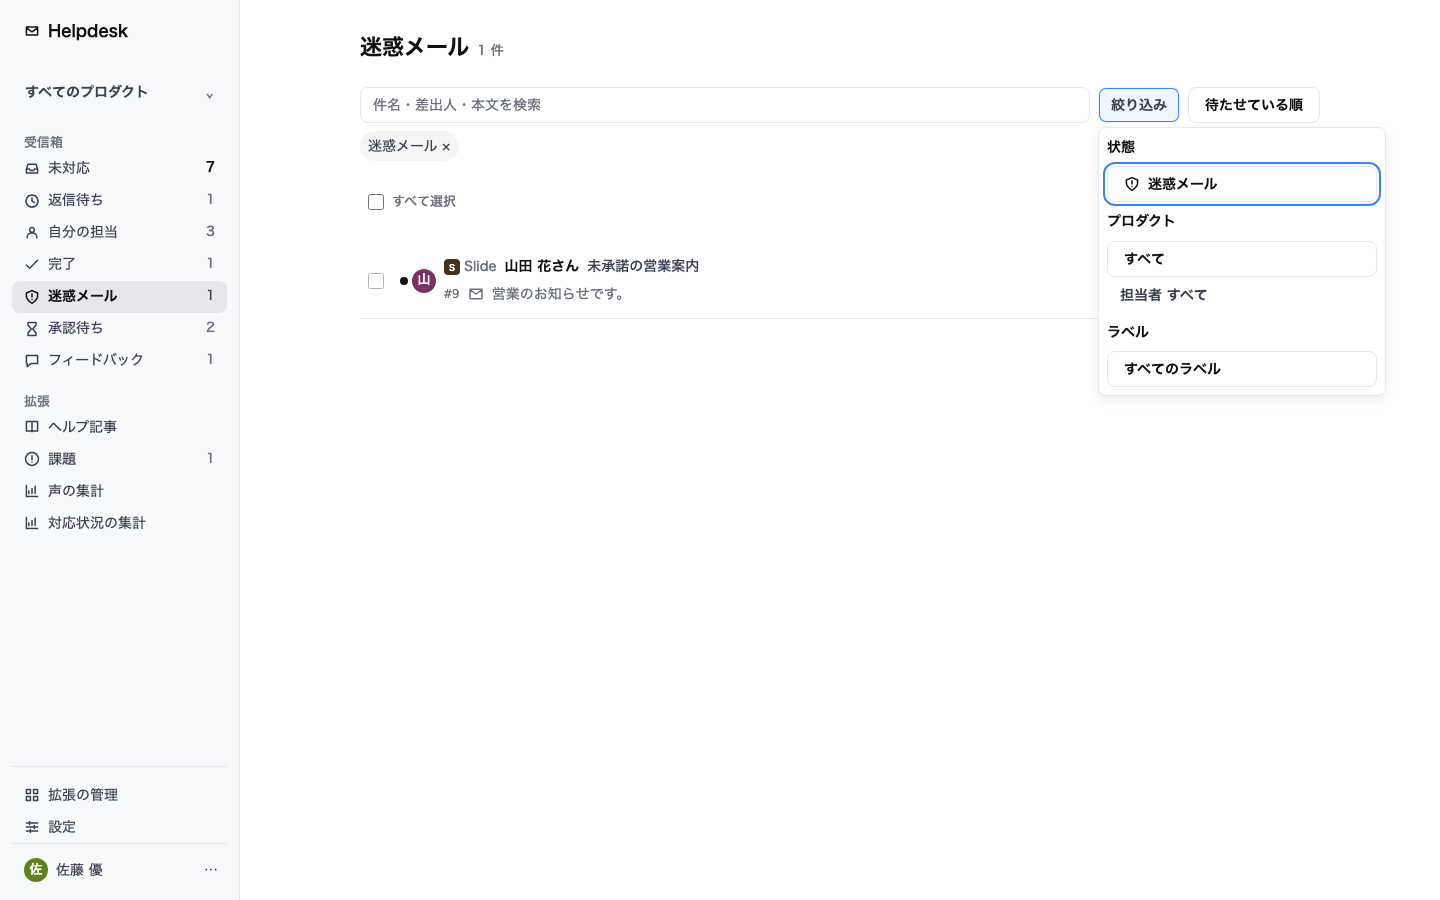 Helpdesk
すべてのプロダクト
受信箱
未対応 7
返信待ち 1
自分の担当 3
完了 1
迷惑メール 1
承認待ち 2
フィードバック 1
拡張
ヘルプ記事
課題 1
声の集計
対応状況の集計
拡張の管理
設定
佐 佐藤 優 ···
迷惑メール 1 件
件名・差出人・本文を検索 絞り込み 待たせている順
迷惑メール ×
すべて選択
山 S Slide 山田 花さん 未承諾の営業案内
#9 営業のお知らせです。
状態
迷惑メール
プロダクト
すべて
担当者 すべて
ラベル
すべてのラベル